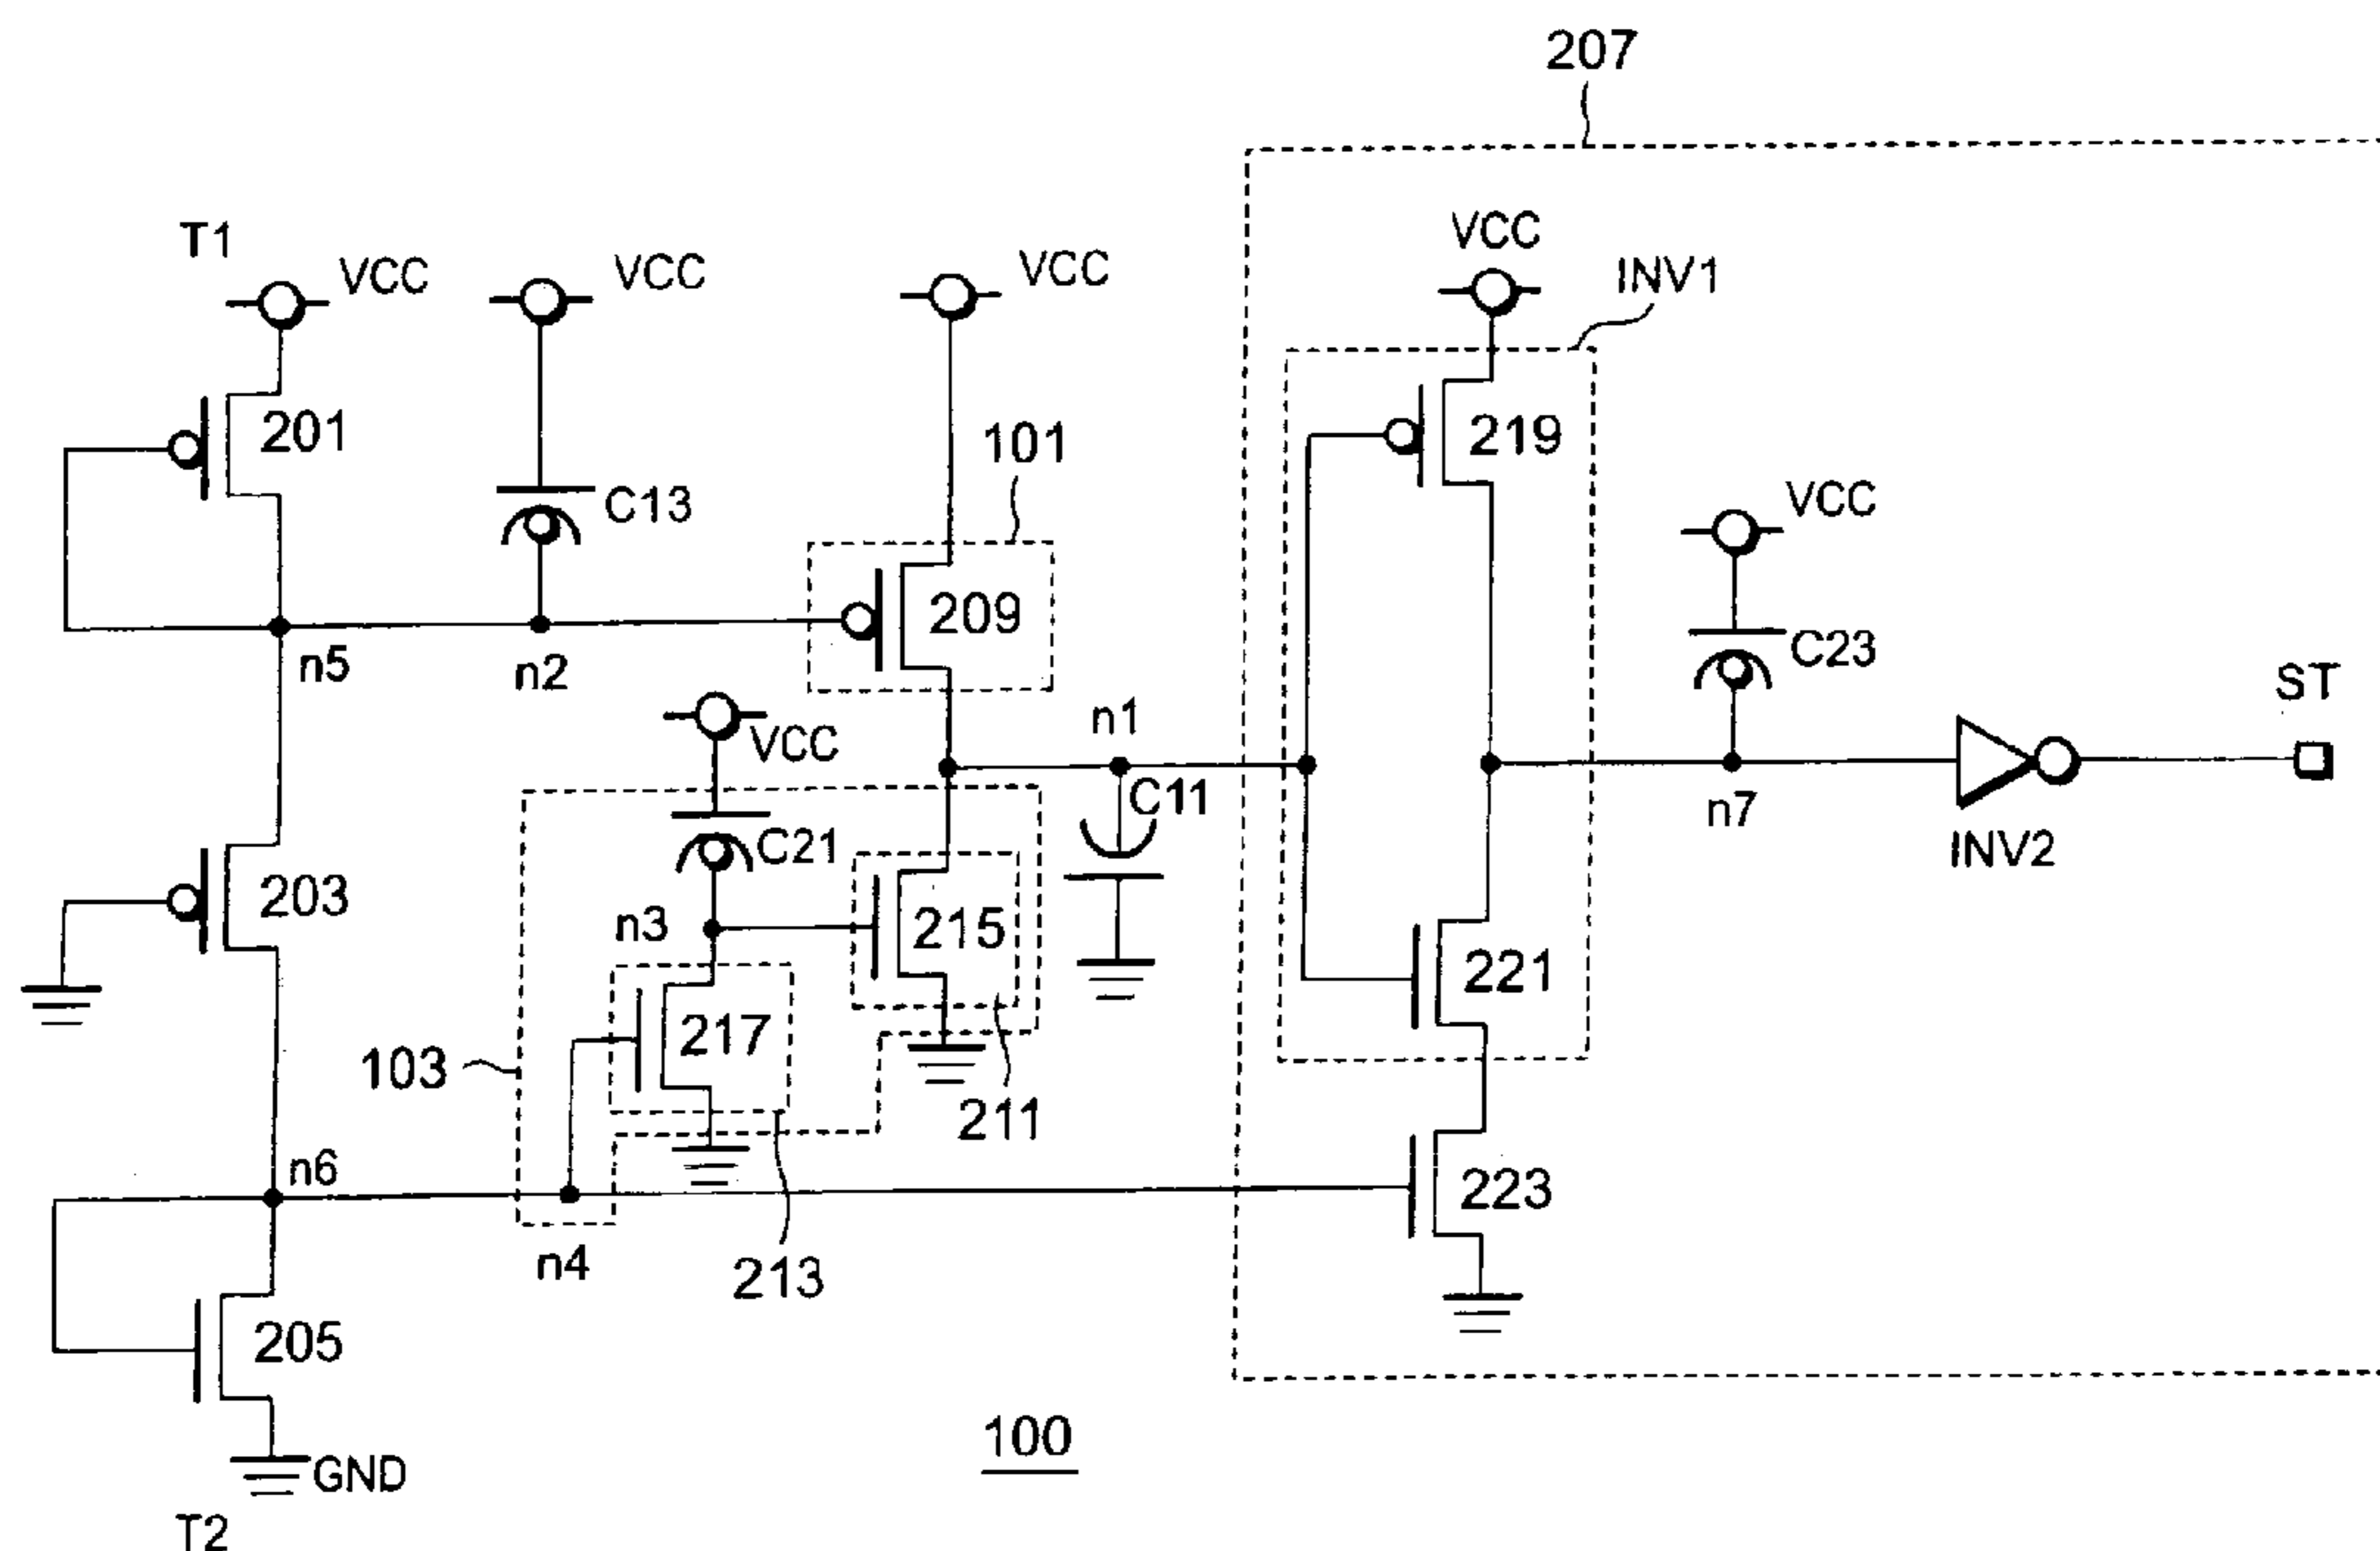 207
T1
VCC
VCC
VCC
VCC
INV1
201
C13
101
219
VCC
209
C23
n5
n2
n1
ST
VCC
C11
n7
INV2
C21
203
n3
215
221
217
103
211
n6
223
n4
213
205
100
GND
T2